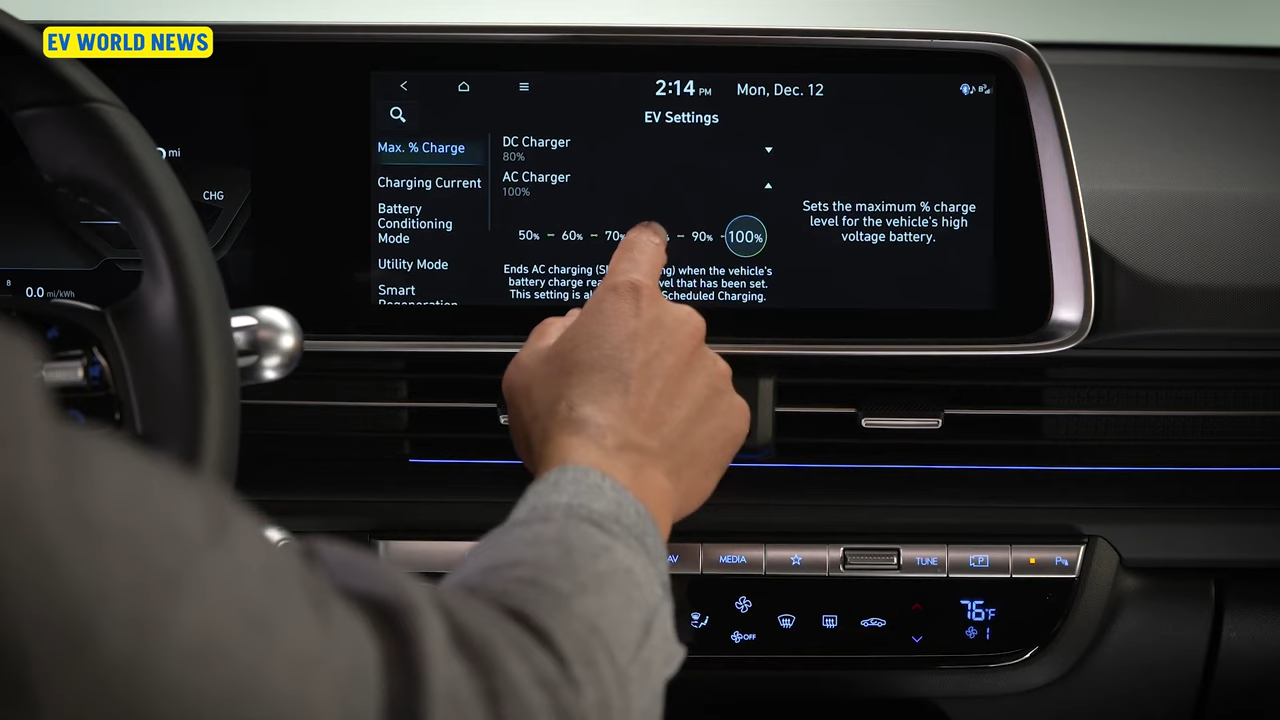 EV WORLD NEWS
2:14 PM Mon, Dec. 12
EV Settings
Max. % Charge
Charging Current
Battery
Conditioning
Mode
Utility Mode
Smart
DC Charger
80%
AC Charger
100%
50% – 60% – 70% – 90% – 100%
Ends AC charging when the vehicle's
battery charge that has been set.
This setting is Scheduled Charging.
Sets the maximum % charge
level for the vehicle's high
voltage battery.
mi
CHG
0.0 mi/kWh
MEDIA
TUNE
P
OFF
76°F
1